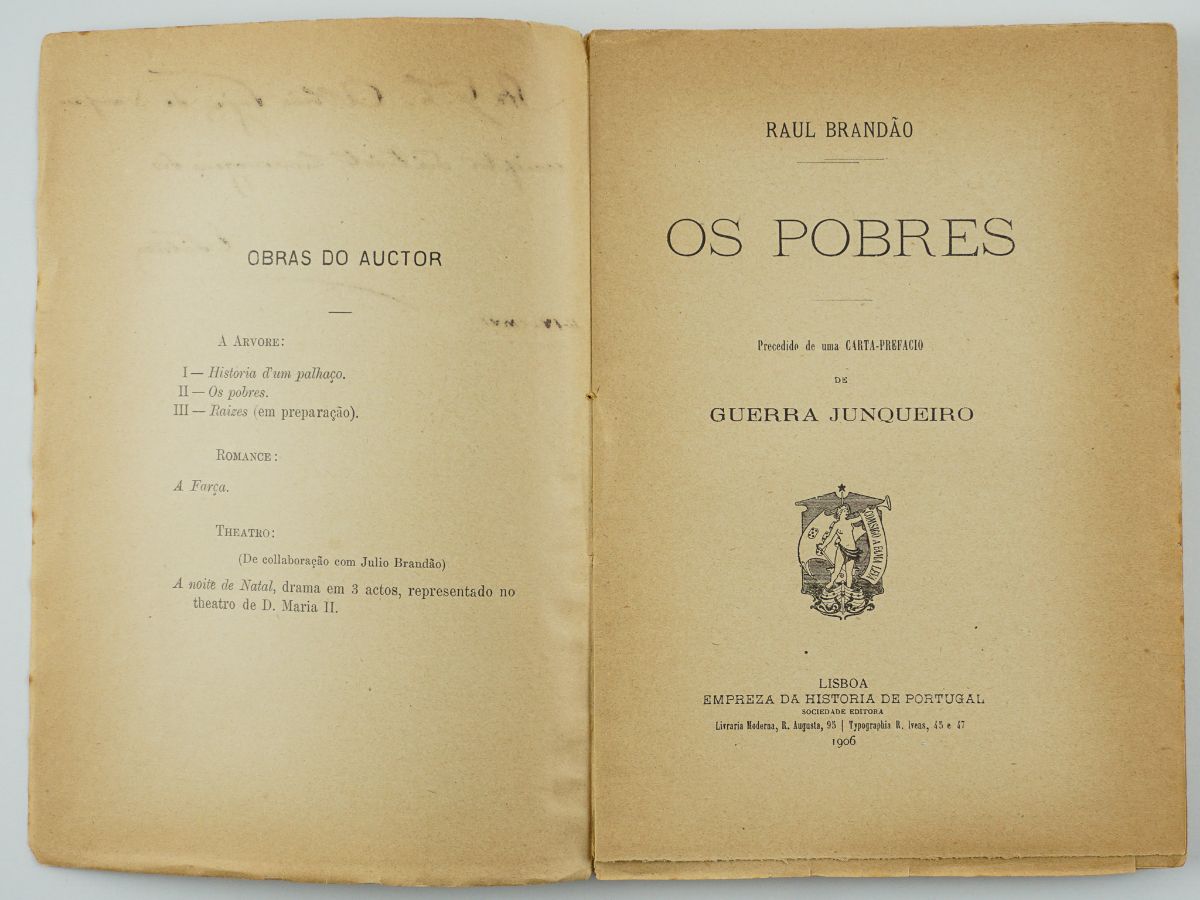 OBRAS DO AUCTOR
A ARVORE:
I — Historia d'um palhaço.
II — Os pobres.
III — Raizes (em preparação).
ROMANCE:
A Farça.
THEATRO:
(De collaboração com Julio Brandão)
A noite de Natal, drama em 3 actos, representado no
theatro de D. Maria II.
RAUL BRANDÃO
OS POBRES
Precedido de uma CARTA-PREFACIO
DE
GUERRA JUNQUEIRO
COMSIGO A FAMA LEVA
LISBOA
EMPREZA DA HISTORIA DE PORTUGAL
SOCIEDADE EDITORA
Livraria Moderna, R. Augusta, 95 | Typographia R. Ivens, 45 e 47
1906